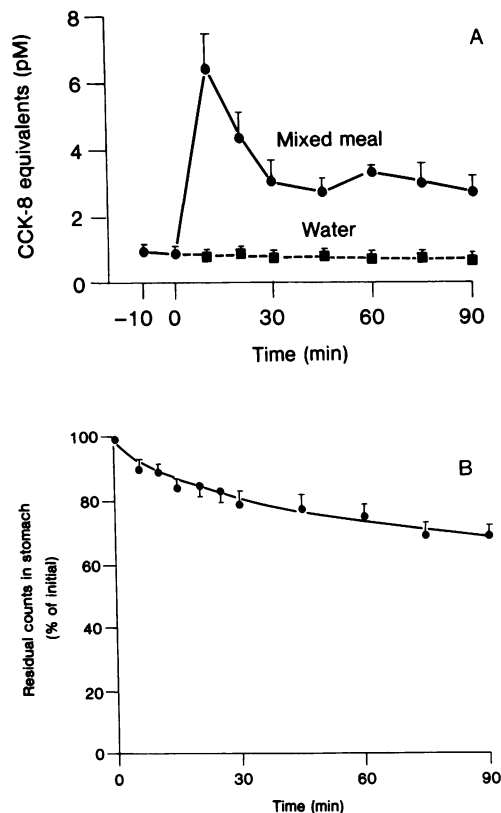 A
CCK-8 equivalents (pM)
8
6
4
2
0
Mixed meal
Water
-10 0 30 60 90
Time (min)
B
Residual counts in stomach
(% of initial)
100
80
60
40
20
0
0 30 60 90
Time (min)